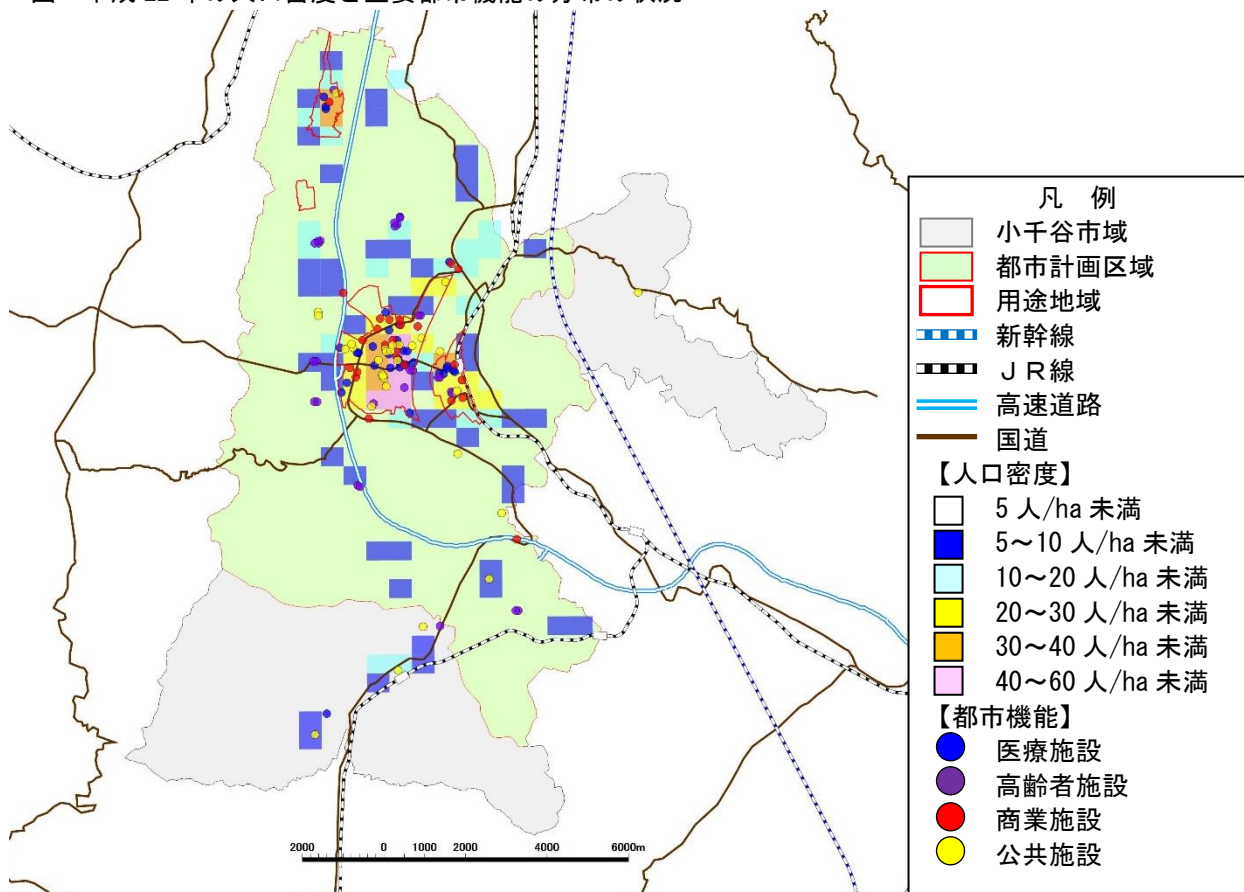 凡 例
小千谷市域
都市計画区域
用途地域
新幹線
ＪＲ線
高速道路
国道
【人口密度】
5 人/ha 未満
5～10 人/ha 未満
10～20 人/ha 未満
20～30 人/ha 未満
30～40 人/ha 未満
40～60 人/ha 未満
【都市機能】
医療施設
高齢者施設
商業施設
公共施設
2000 0 1000 2000 4000 6000m